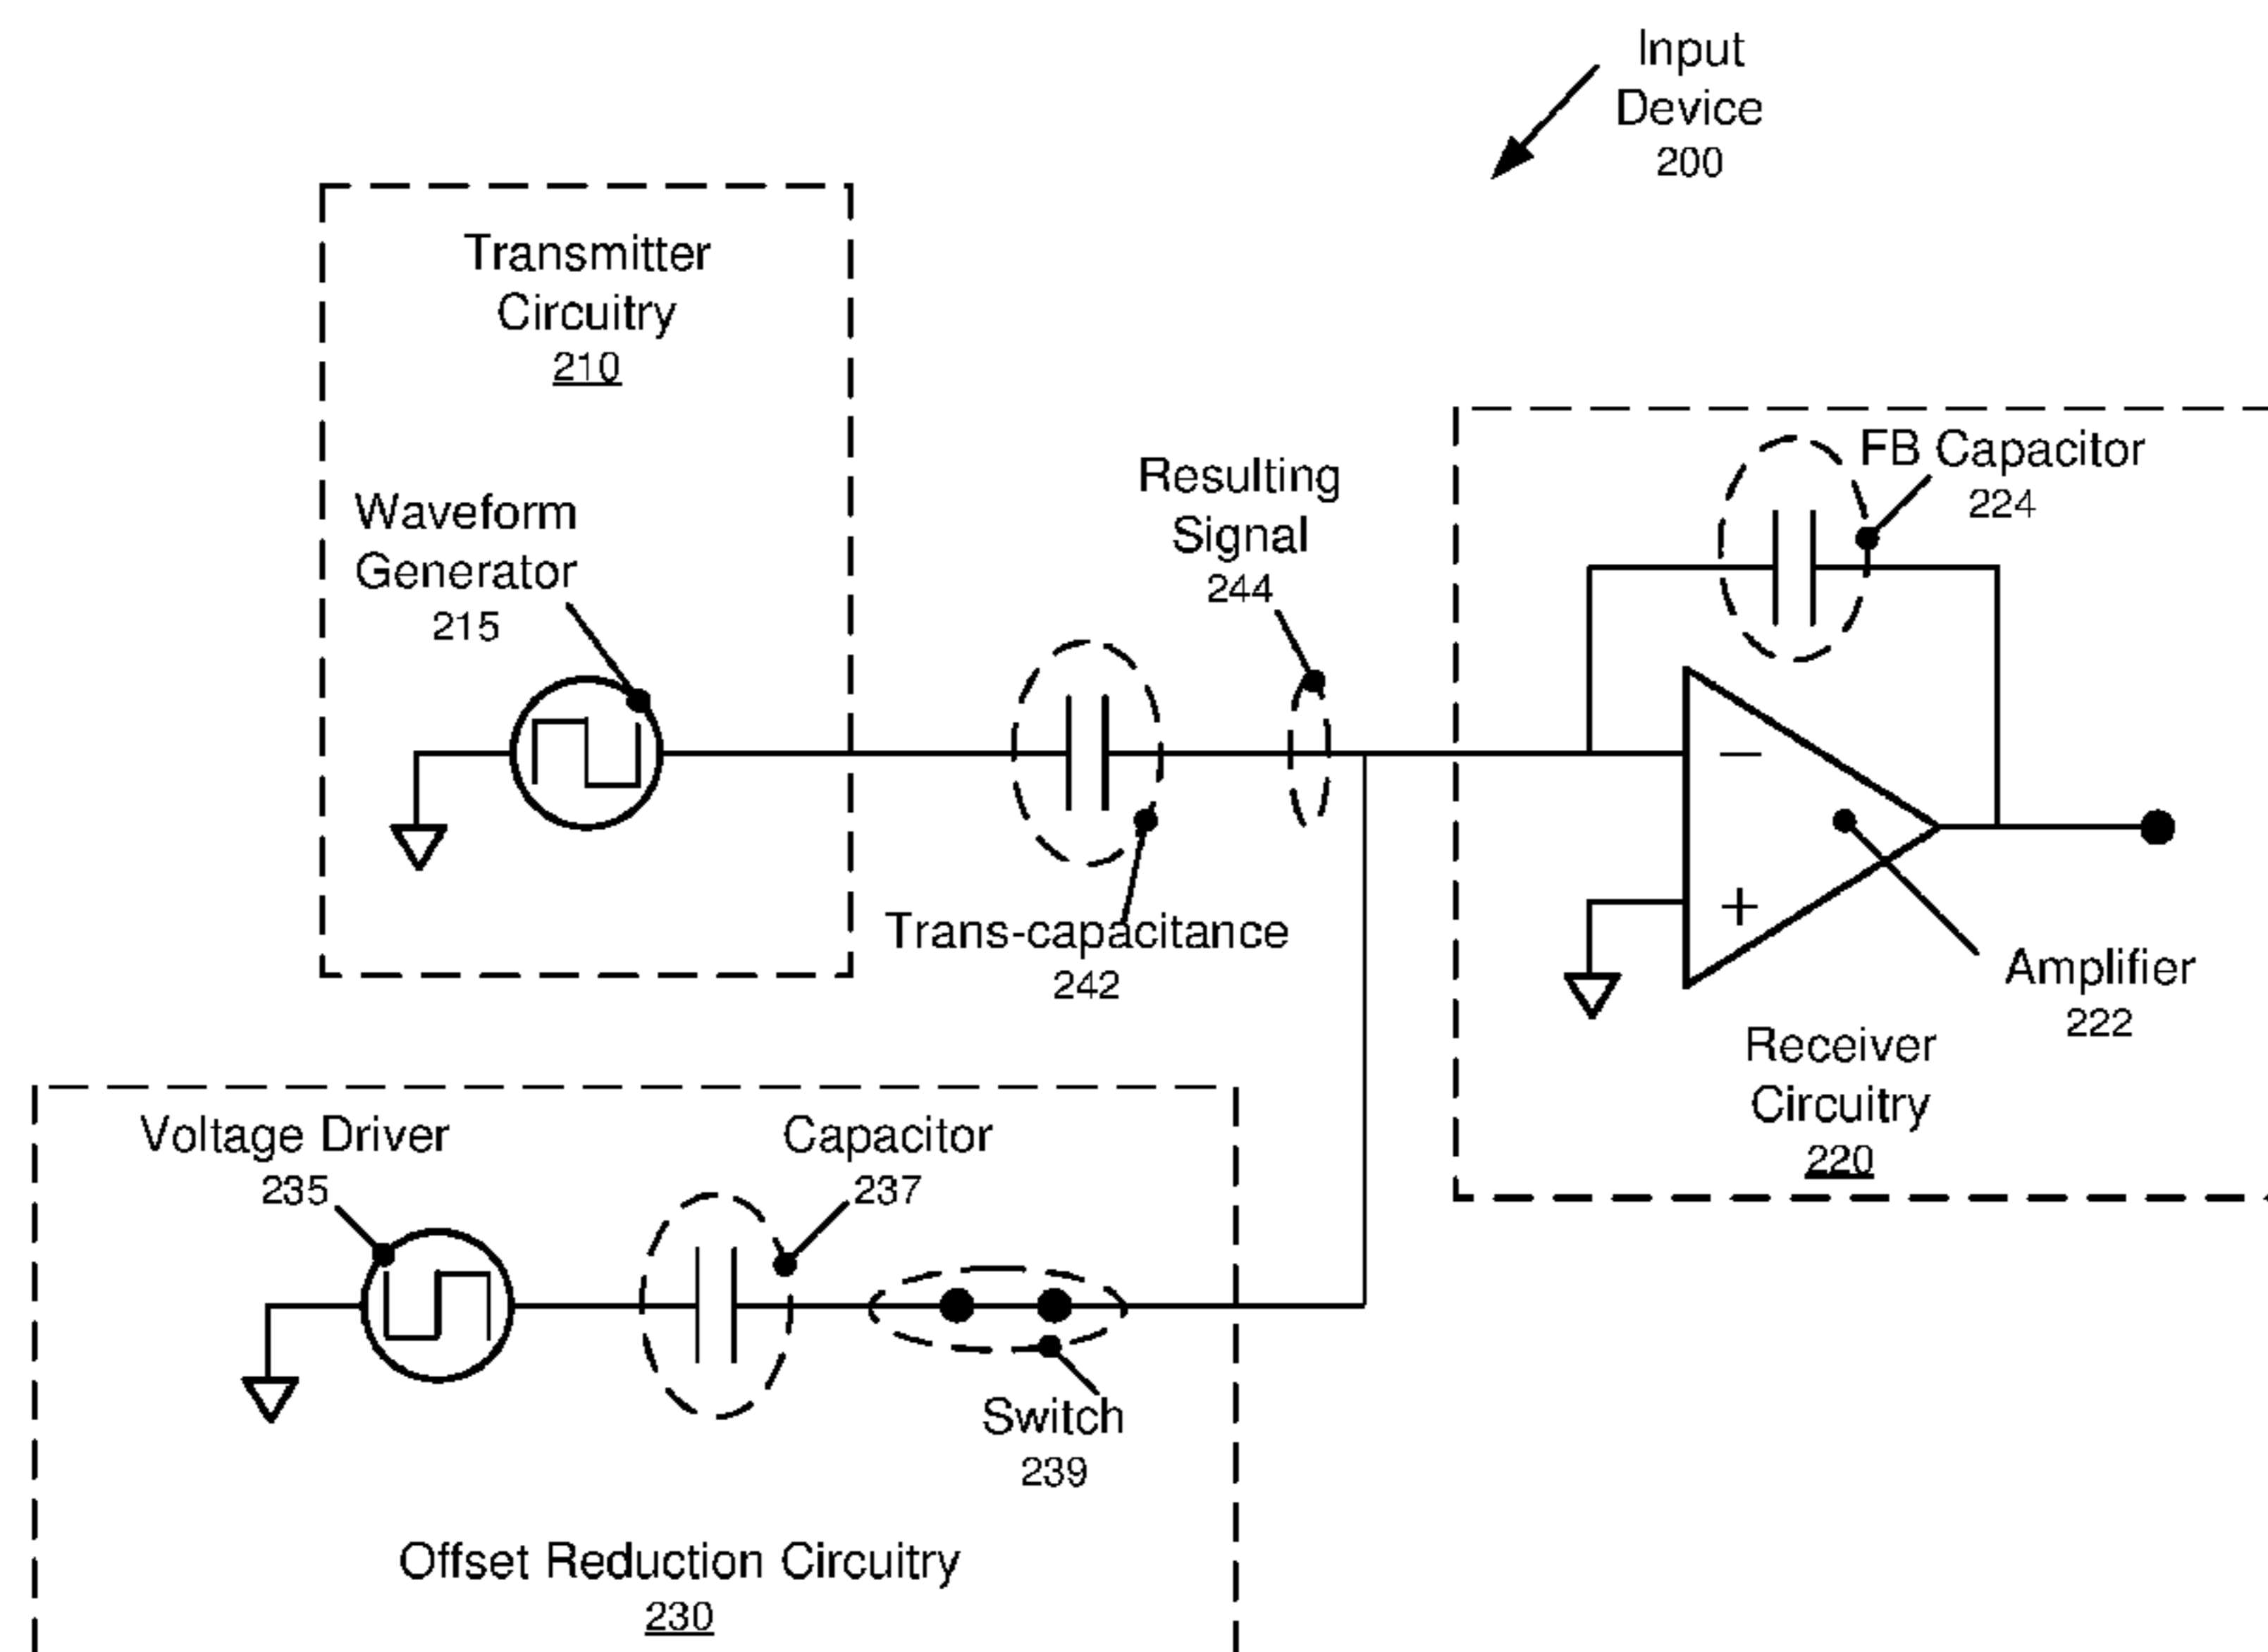 Input
Device
200
Transmitter
Circuitry
210
Waveform
Generator
215
Resulting
Signal
244
FB Capacitor
224
Trans-capacitance
242
−
+
Amplifier
222
Receiver
Circuitry
220
Voltage Driver
235
Capacitor
237
Switch
239
Offset Reduction Circuitry
230